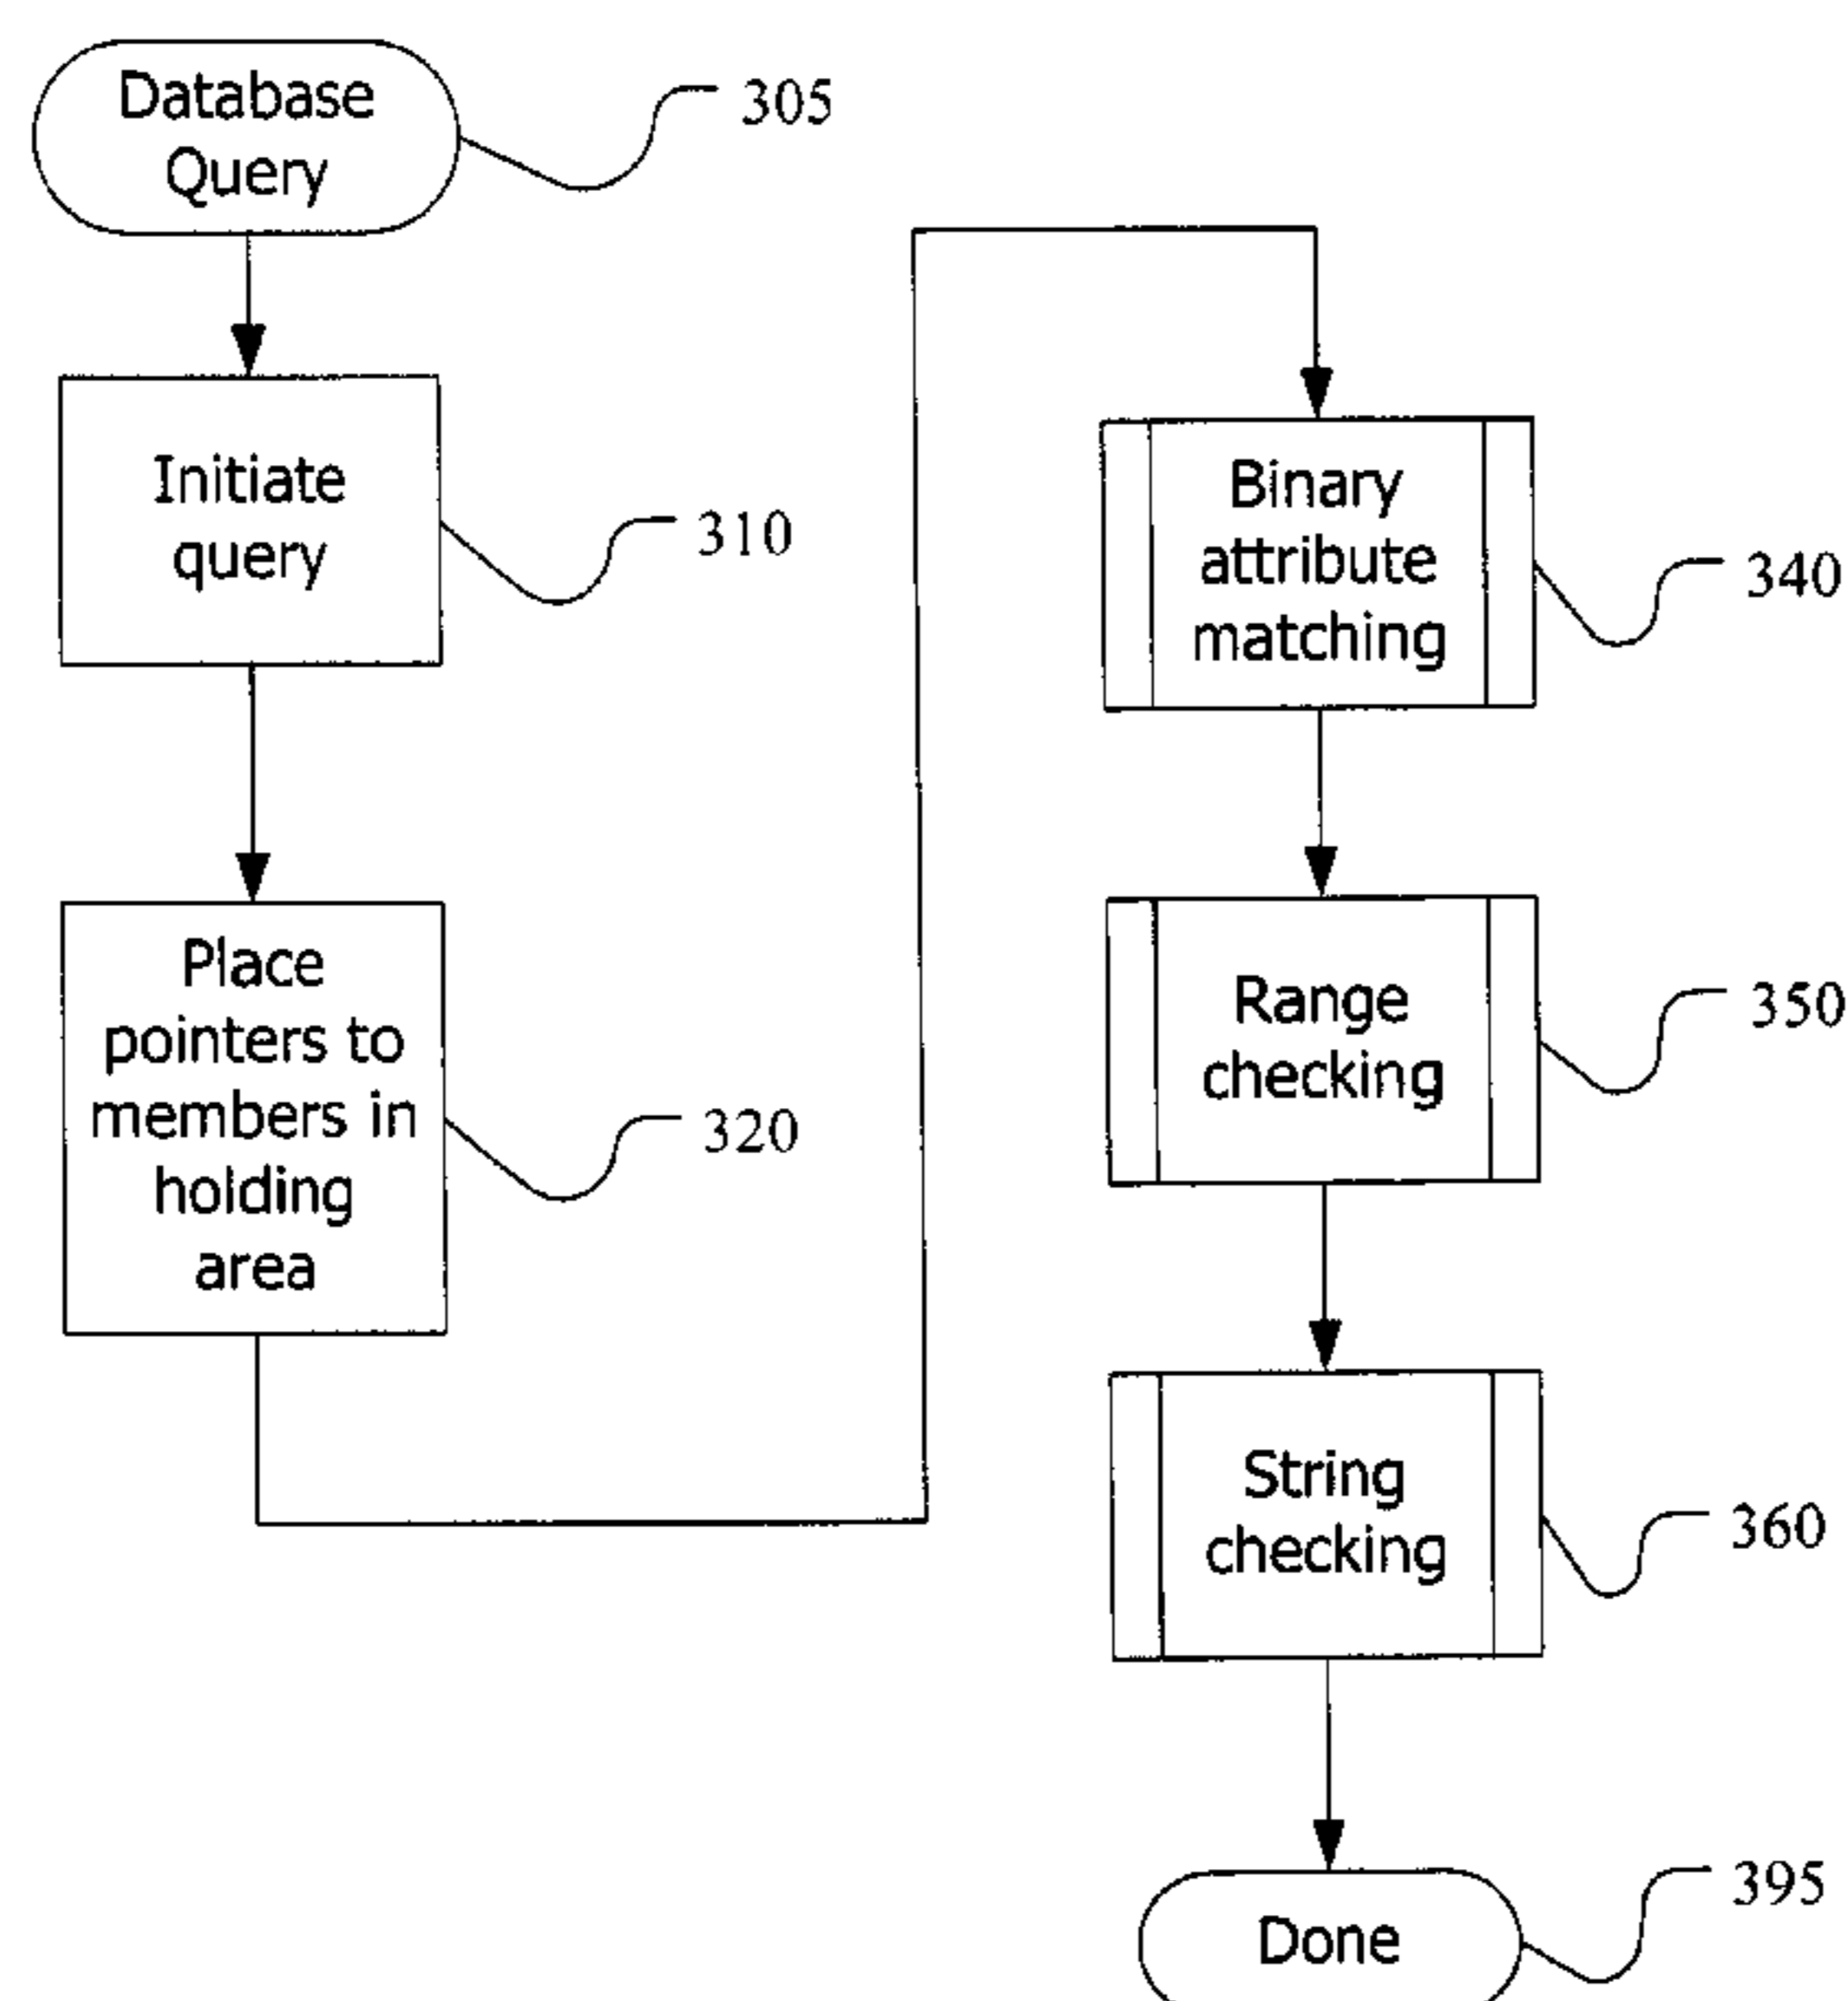 Database
Query
305
Initiate
query
310
Place
pointers to
members in
holding
area
320
Binary
attribute
matching
340
Range
checking
350
String
checking
360
Done
395